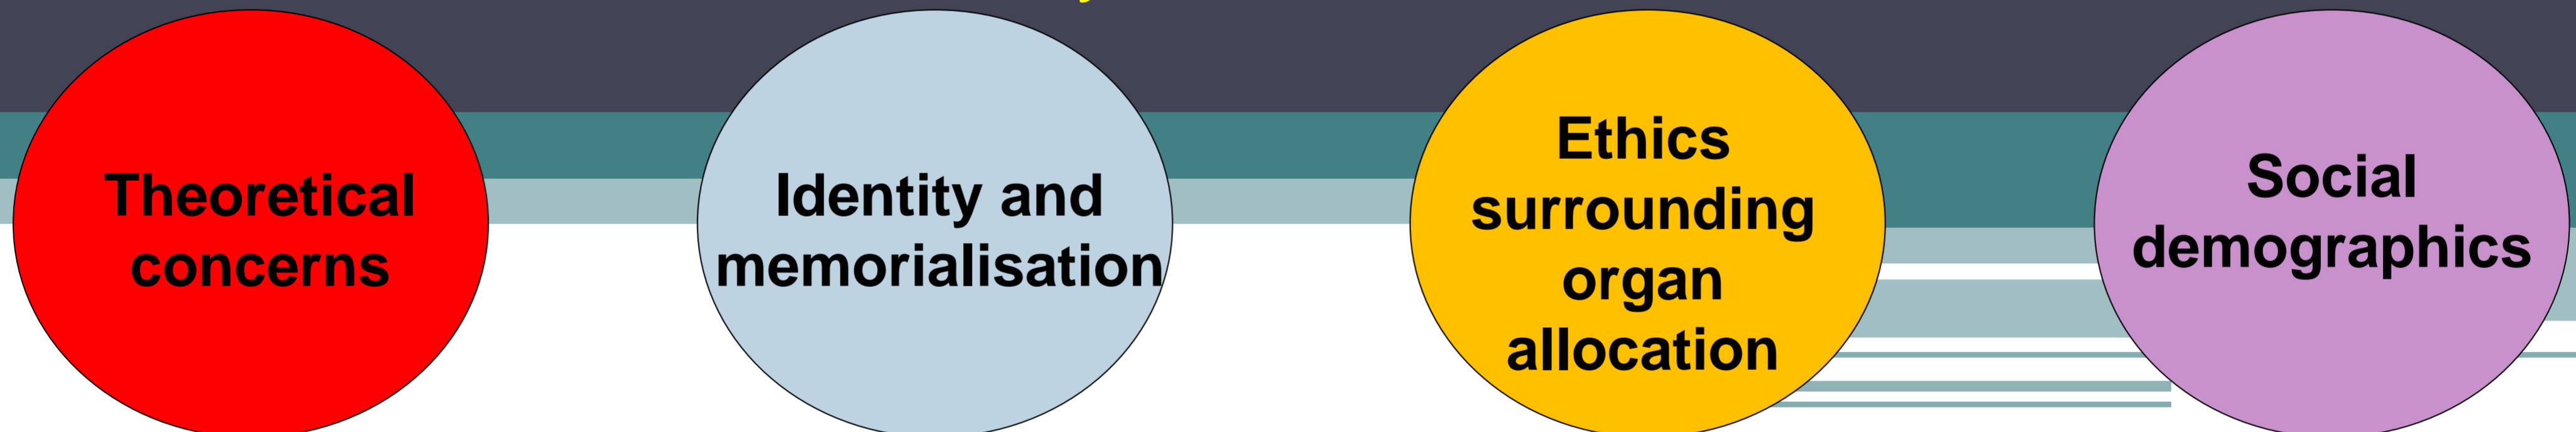 Theoretical
concerns
Identity and
memorialisation
Ethics
surrounding
organ
allocation
Social
demographics